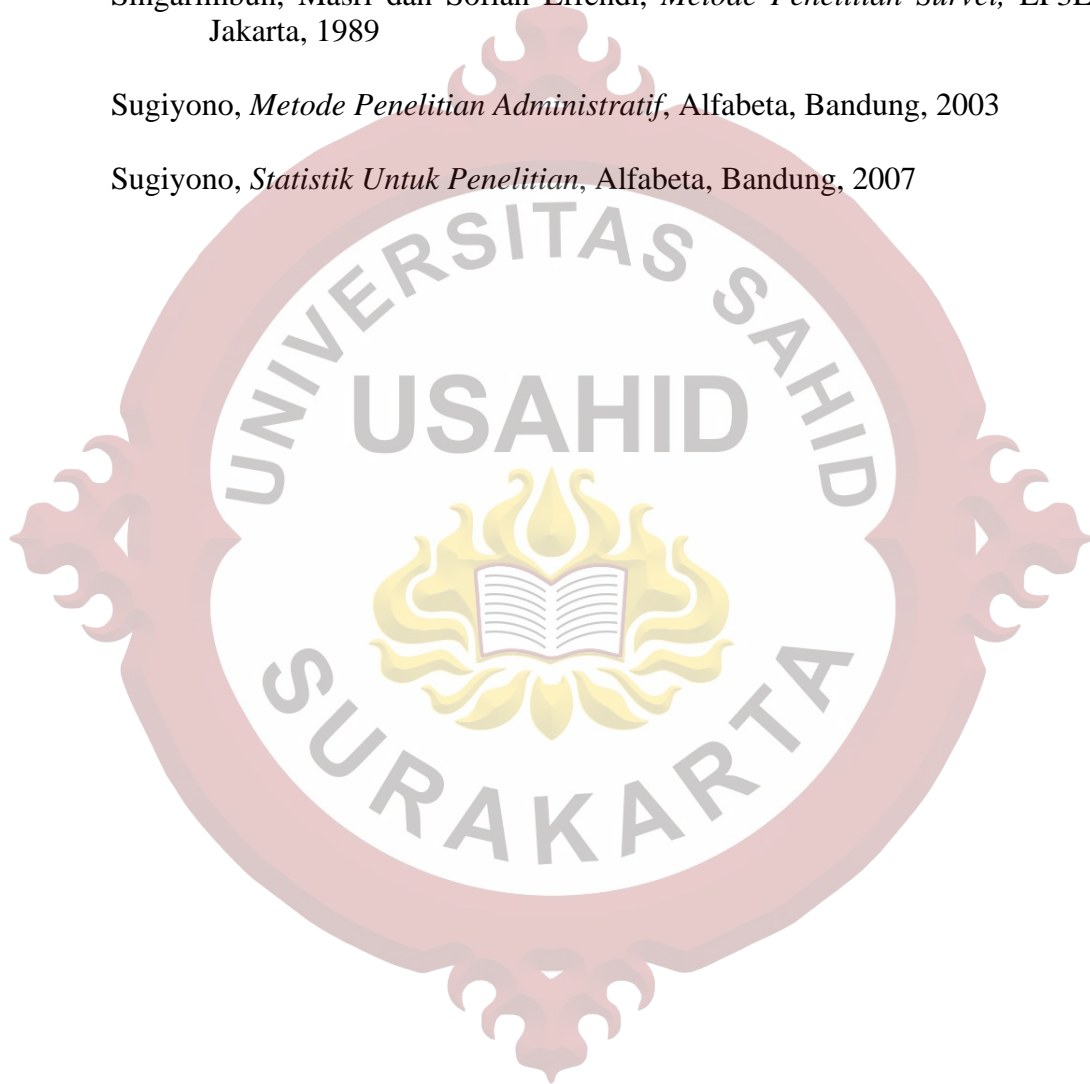 Jakarta, 1989
Sugiyono, Metode Penelitian Administratif, Alfabeta, Bandung, 2003
Sugiyono, Statistik Untuk Penelitian, Alfabeta, Bandung, 2007
UNIVERSITAS SAHID
USAHID
SURAKARTA